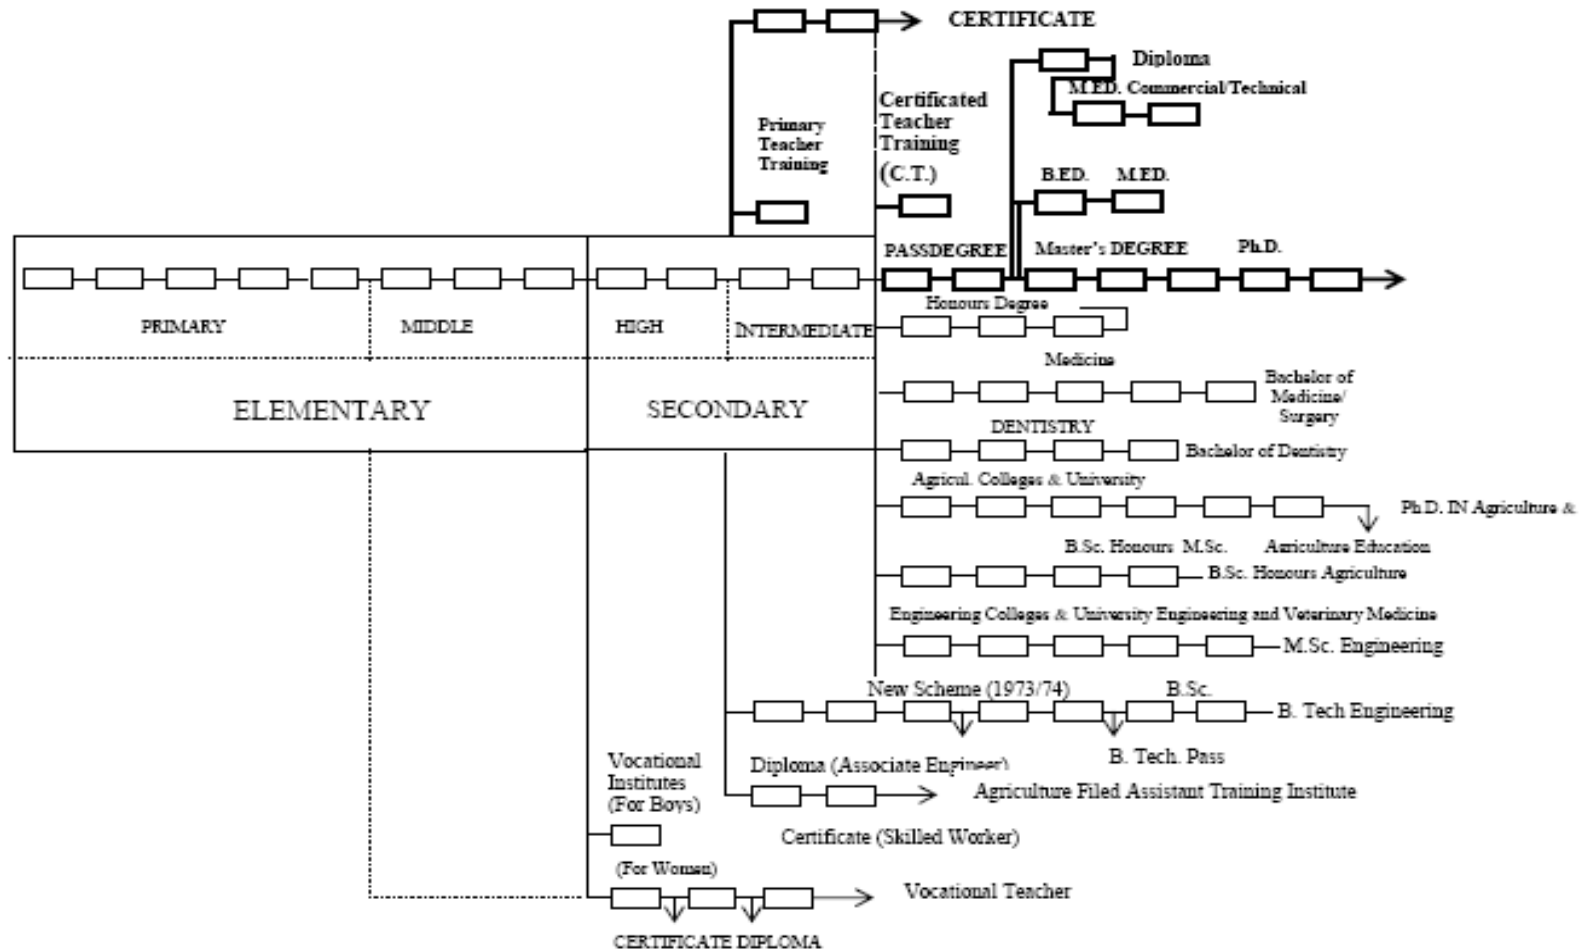 CERTIFICATE
Diploma
M.ED. Commercial/Technical
Certificated
Teacher
Training
(C.T.)
Primary
Teacher
Training
B.ED. M.ED.
PASSDEGREE Master's DEGREE Ph.D.
Honours Degree
PRIMARY MIDDLE HIGH INTERMEDIATE
Medicine
Bachelor of
Medicine/
Surgery
ELEMENTARY SECONDARY
DENTISTRY
Bachelor of Dentistry
Agricul. Colleges & University
Ph.D. IN Agriculture &
B.Sc. Honours M.Sc. Agriculture Education
B.Sc. Honours Agriculture
Engineering Colleges & University Engineering and Veterinary Medicine
M.Sc. Engineering
New Scheme (1973/74) B.Sc.
B. Tech Engineering
B. Tech. Pass
Vocational
Institutes
(For Boys)
Diploma (Associate Engineer)
Agriculture Filed Assistant Training Institute
Certificate (Skilled Worker)
(For Women)
Vocational Teacher
CERTIFICATE DIPLOMA